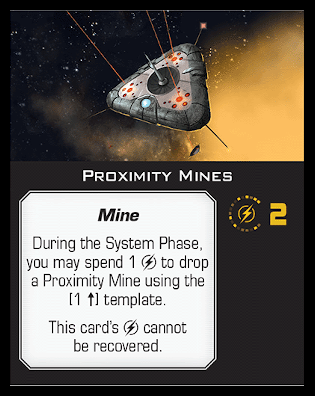 Proximity Mines
2
Mine
During the System Phase,
you may spend 1 to drop
a Proximity Mine using the
[1 ↑] template.
This card's cannot
be recovered.